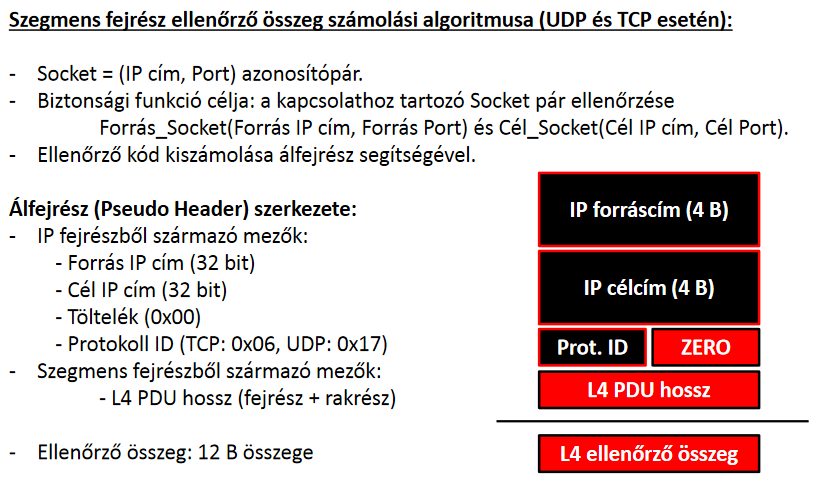 Szegmens fejrész ellenőrző összeg számolási algoritmusa (UDP és TCP esetén):
- Socket = (IP cím, Port) azonosítópár.
- Biztonsági funkció célja: a kapcsolathoz tartozó Socket pár ellenőrzése
Forrás_Socket(Forrás IP cím, Forrás Port) és Cél_Socket(Cél IP cím, Cél Port).
- Ellenőrző kód kiszámolása álfejrész segítségével.
Álfejrész (Pseudo Header) szerkezete:
- IP fejrészből származó mezők:
- Forrás IP cím (32 bit)
- Cél IP cím (32 bit)
- Töltelék (0x00)
- Protokoll ID (TCP: 0x06, UDP: 0x17)
- Szegmens fejrészből származó mezők:
- L4 PDU hossz (fejrész + rakrész)
- Ellenőrző összeg: 12 B összege
IP forráscím (4 B)
IP célcím (4 B)
Prot. ID ZERO
L4 PDU hossz
L4 ellenőrző összeg